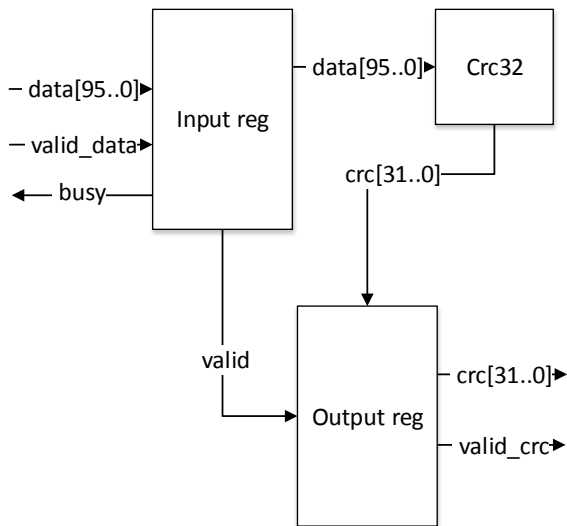 data[95..0]
Crc32
data[95..0]
Input reg
valid_data
crc[31..0]
busy
valid
crc[31..0]
Output reg
valid_crc